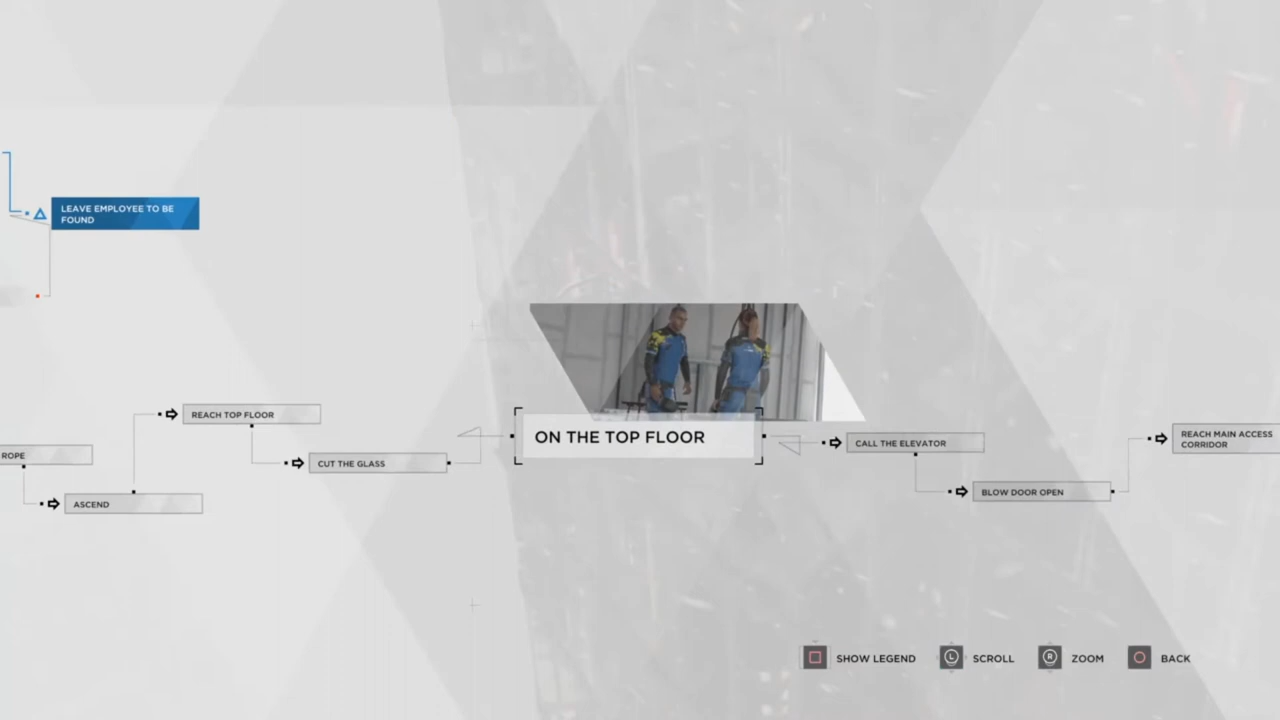 LEAVE EMPLOYEE TO BE
FOUND
REACH TOP FLOOR
ROPE
CUT THE GLASS
ASCEND
ON THE TOP FLOOR
CALL THE ELEVATOR
BLOW DOOR OPEN
REACH MAIN ACCESS
CORRIDOR
SHOW LEGEND
L
SCROLL
R
ZOOM
BACK